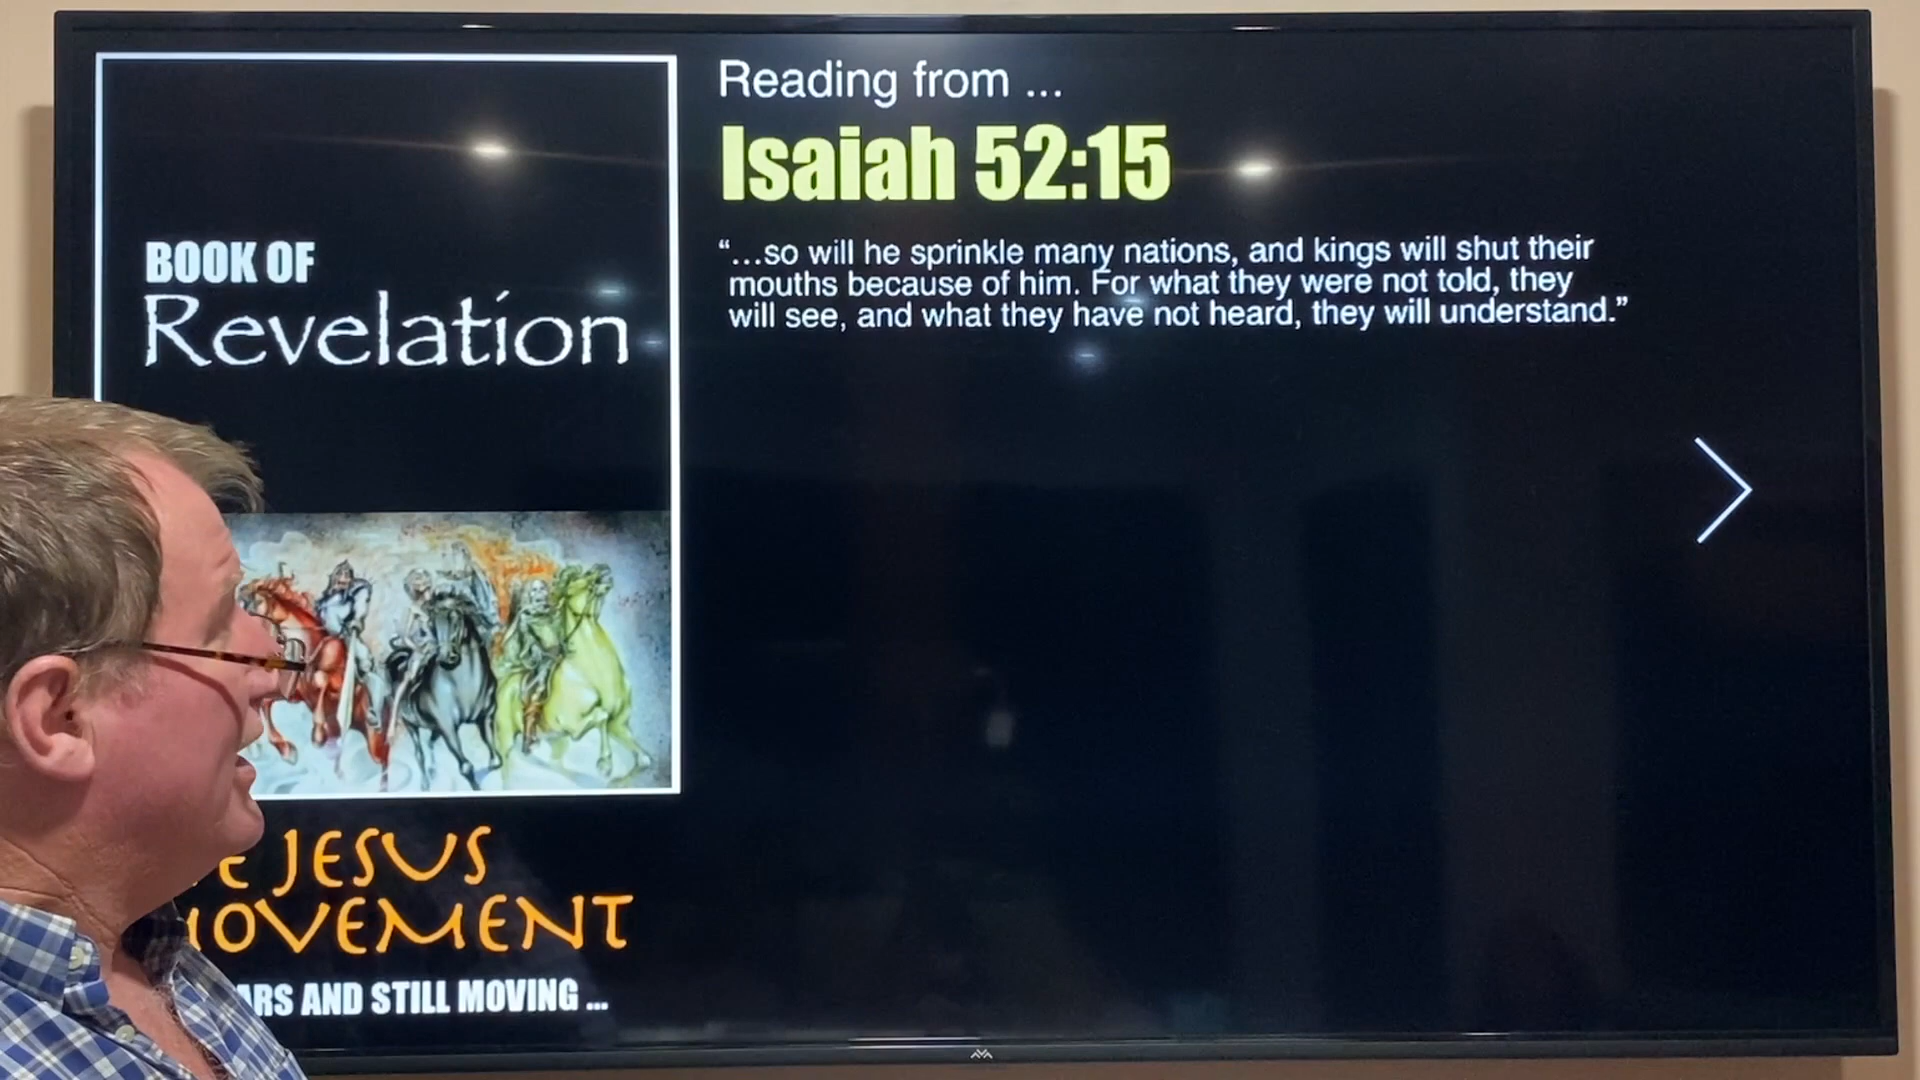 Reading from ...
Isaiah 52:15
“…so will he sprinkle many nations, and kings will shut their
mouths because of him. For what they were not told, they
will see, and what they have not heard, they will understand.”
BOOK OF
Revelation
JESUS
MOVEMENT
AND STILL MOVING ...